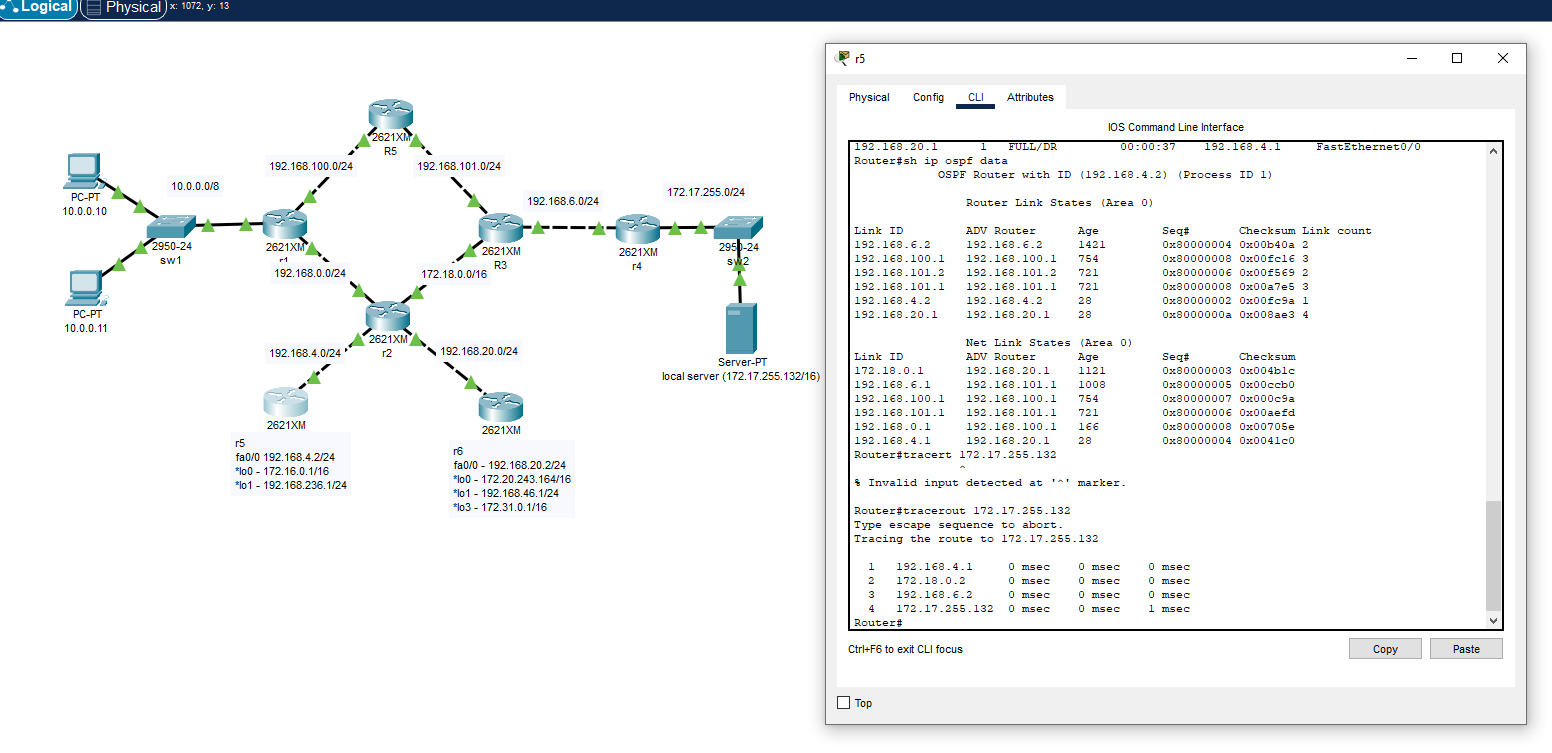 Logical Physical x: 1072, y: 13
2621XM
R5
192.168.100.0/24
192.168.101.0/24
10.0.0.0/8
PC-PT
10.0.0.10
2950-24
sw1
2621XM
r1
PC-PT
10.0.0.11
192.168.0.0/24
172.18.0.0/16
2621XM
R3
192.168.6.0/24
2621XM
r4
172.17.255.0/24
2950-24
sw2
Server-PT
local server (172.17.255.132/16)
2621XM
r2
192.168.4.0/24
192.168.20.0/24
2621XM
r5
fa0/0 192.168.4.2/24
*lo0 - 172.16.0.1/16
*lo1 - 192.168.236.1/24
2621XM
r6
fa0/0 - 192.168.20.2/24
*lo0 - 172.20.243.164/16
*lo1 - 192.168.46.1/24
*lo3 - 172.31.0.1/16
r5
Physical Config CLI Attributes
IOS Command Line Interface
192.168.20.1 1 FULL/DR 00:00:37 192.168.4.1 FastEthernet0/0
Router#sh ip ospf data
OSPF Router with ID (192.168.4.2) (Process ID 1)
Router Link States (Area 0)
Link ID ADV Router Age Seq# Checksum Link count
192.168.6.2 192.168.6.2 1421 0x80000004 0x00b40a 2
192.168.100.1 192.168.100.1 754 0x80000008 0x00fc16 3
192.168.101.2 192.168.101.2 721 0x80000006 0x00f569 2
192.168.101.1 192.168.101.1 721 0x80000008 0x00a7e5 3
192.168.4.2 192.168.4.2 28 0x80000002 0x00fc9a 1
192.168.20.1 192.168.20.1 28 0x8000000a 0x008ae3 4
Net Link States (Area 0)
Link ID ADV Router Age Seq# Checksum
172.18.0.1 192.168.20.1 1121 0x80000003 0x004b1c
192.168.6.1 192.168.101.1 1008 0x80000005 0x00ccb0
192.168.100.1 192.168.100.1 754 0x80000007 0x000c9a
192.168.101.1 192.168.101.1 721 0x80000006 0x00aefd
192.168.0.1 192.168.100.1 166 0x80000008 0x00705e
192.168.4.1 192.168.20.1 28 0x80000004 0x0041c0
Router#tracert 172.17.255.132
^
% Invalid input detected at '^' marker.
Router#tracerout 172.17.255.132
Type escape sequence to abort.
Tracing the route to 172.17.255.132
1 192.168.4.1 0 msec 0 msec 0 msec
2 172.18.0.2 0 msec 0 msec 0 msec
3 192.168.6.2 0 msec 0 msec 0 msec
4 172.17.255.132 0 msec 0 msec 1 msec
Router#
Ctrl+F6 to exit CLI focus
Copy Paste
Top